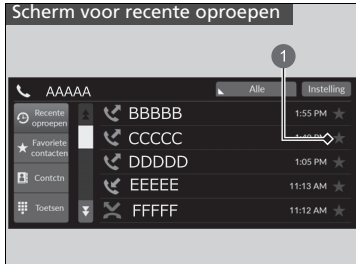 Scherm voor recente oproepen
1
AAAAA
Alle
Instelling
Recente
oproepen
BBBBB
1:55 PM
Favoriete
contacten
CCCCC
DDDDD
1:05 PM
Contctn
EEEEE
11:13 AM
Toetsen
FFFFF
11:12 AM